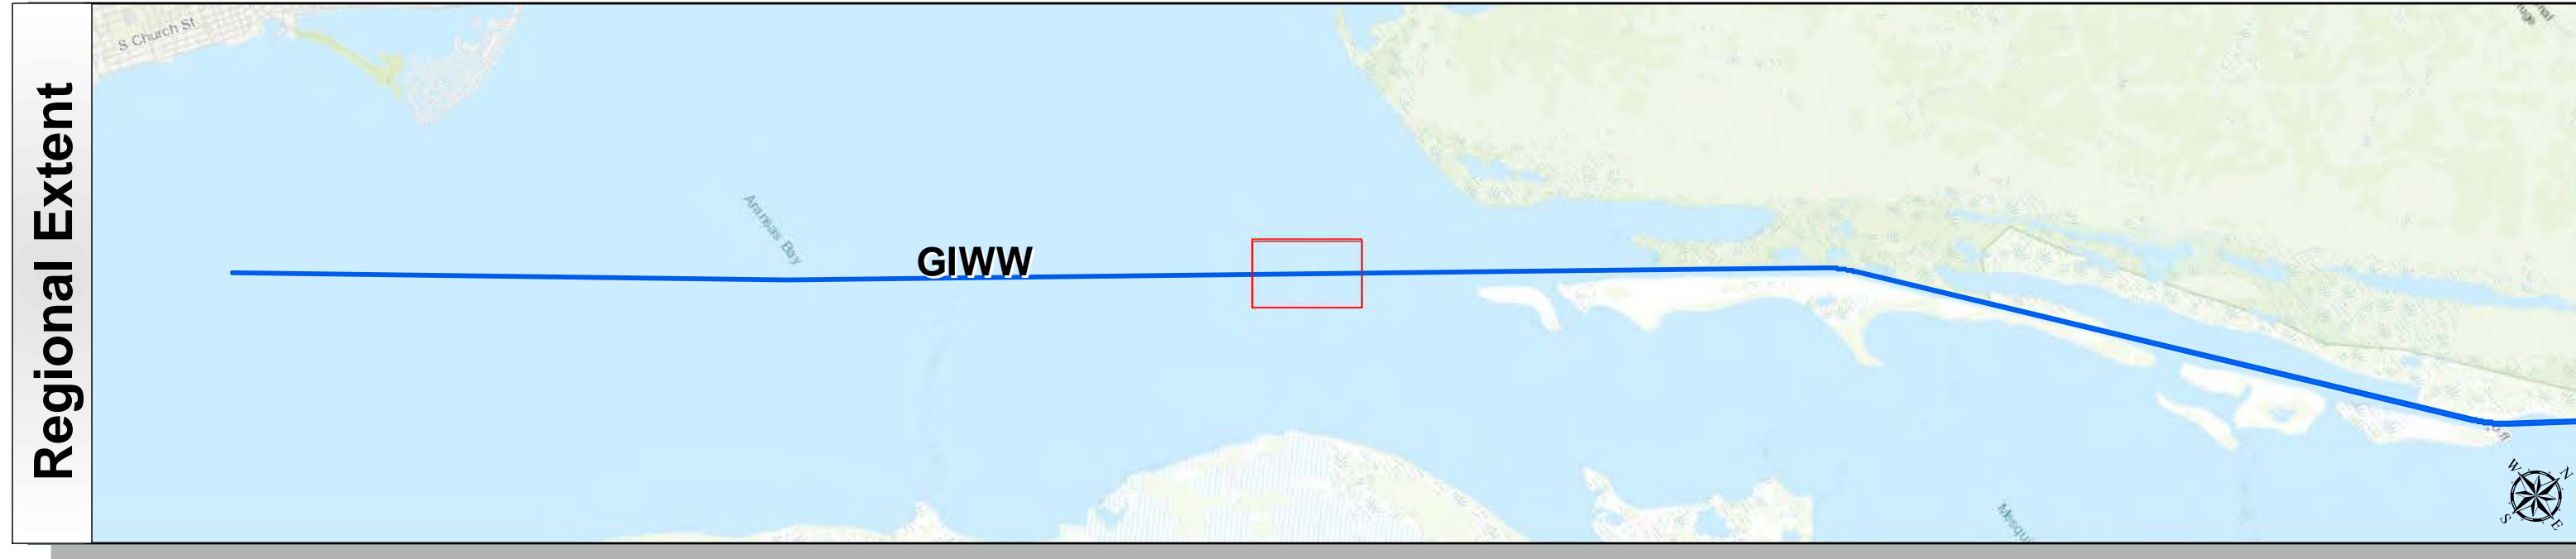 Regional Extent
S Church St
Aransas Bay
GIWW
W
N
S
E